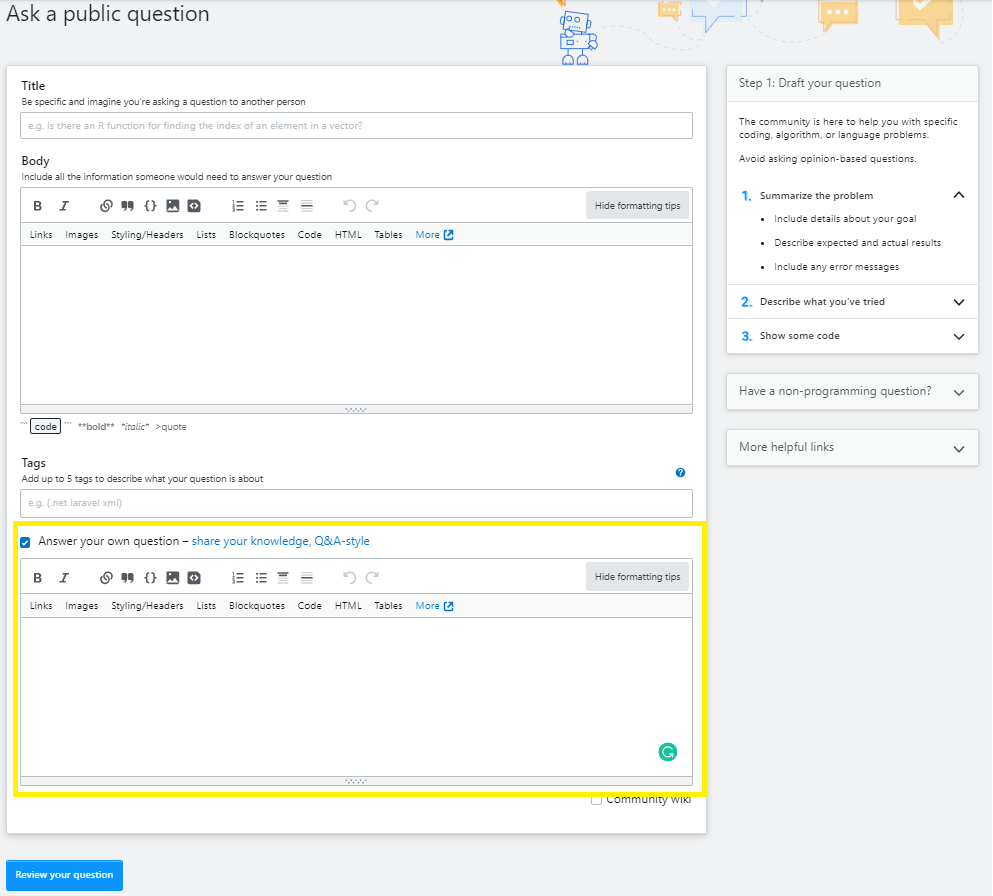 Ask a public question
Title
Be specific and imagine you're asking a question to another person
e.g. Is there an R function for finding the index of an element in a vector?
Body
Include all the information someone would need to answer your question
B I Hide formatting tips
Links Images Styling/Headers Lists Blockquotes Code HTML Tables More
``` code ``` **bold** *italic* >quote
Tags
Add up to 5 tags to describe what your question is about
e.g. (.net laravel xml)
Answer your own question – share your knowledge, Q&A-style
B I Hide formatting tips
Links Images Styling/Headers Lists Blockquotes Code HTML Tables More
Community wiki
Review your question
Step 1: Draft your question
The community is here to help you with specific
coding, algorithm, or language problems.
Avoid asking opinion-based questions.
1. Summarize the problem
• Include details about your goal
• Describe expected and actual results
• Include any error messages
2. Describe what you've tried
3. Show some code
Have a non-programming question?
More helpful links